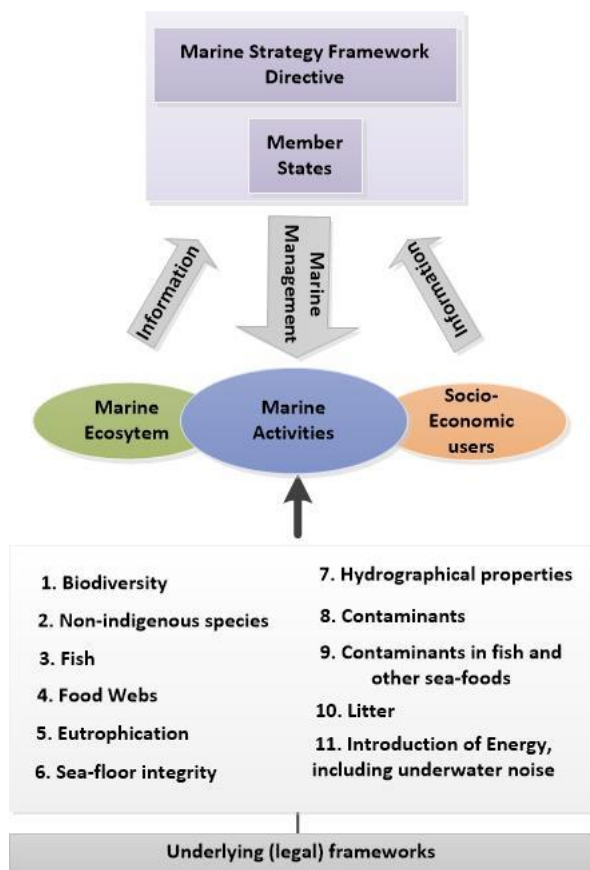 Marine Strategy Framework
Directive
Member
States
Information
Marine
Management
Information
Marine
Ecosytem
Marine
Activities
Socio-
Economic
users
1. Biodiversity
2. Non-indigenous species
3. Fish
4. Food Webs
5. Eutrophication
6. Sea-floor integrity
7. Hydrographical properties
8. Contaminants
9. Contaminants in fish and
other sea-foods
10. Litter
11. Introduction of Energy,
including underwater noise
Underlying (legal) frameworks